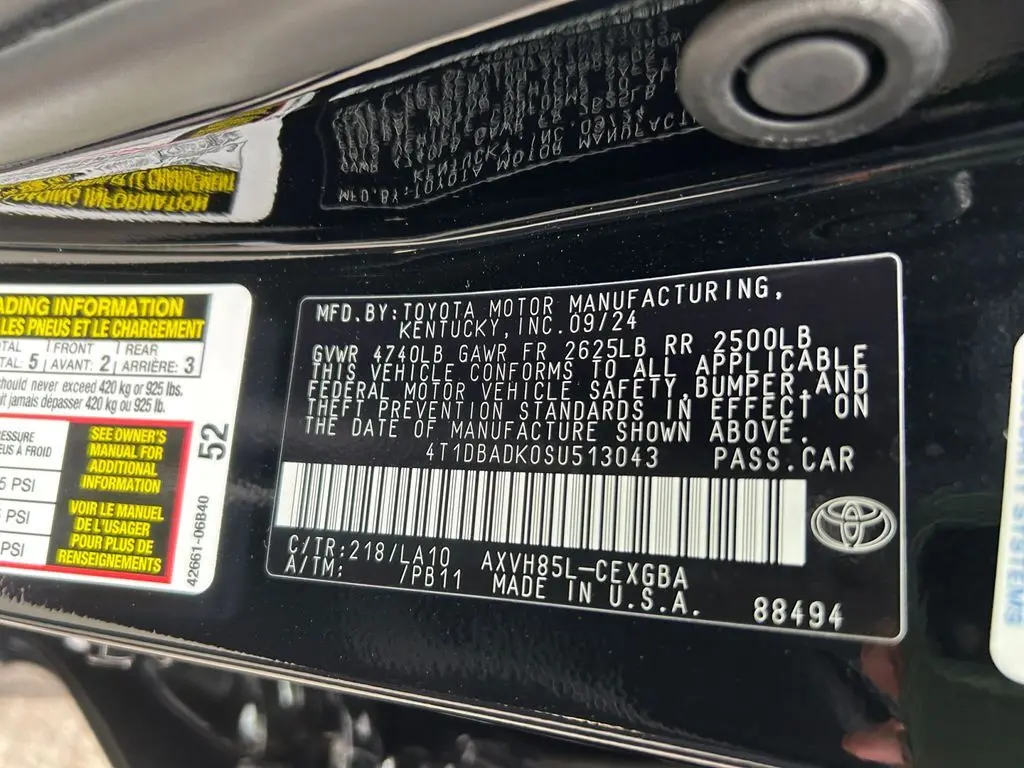 ADING INFORMATION
LES PNEUS ET LE CHARGEMENT
TAL: 5
FRONT
AVANT: 2
REAR
ARRIÈRE: 3
should never exceed 420 kg or 925 lbs.
it jamais dépasser 420 kg ou 925 lb.
ESSURE
EUS À FROID
5 PSI
PSI
PSI
SEE OWNER'S
MANUAL FOR
ADDITIONAL
INFORMATION
VOIR LE MANUEL
DE L'USAGER
POUR PLUS DE
RENSEIGNEMENTS
52
42661-06B40
MFD.BY:TOYOTA MOTOR MANUFACTURING,
KENTUCKY, INC.09/24
GVWR 4740LB GAWR FR 2625LB RR 2500LB
THIS VEHICLE CONFORMS TO ALL APPLICABLE
FEDERAL MOTOR VEHICLE SAFETY,BUMPER,AND
THEFT PREVENTION STANDARDS IN EFFECT ON
THE DATE OF MANUFACTURE SHOWN ABOVE.
4T1DBADK0SU513043 PASS.CAR
C/TR:218/LA10 AXVH85L-CEXGBA
A/TM: /PB11 MADE IN U.S.A.
88494
SYSTEMS